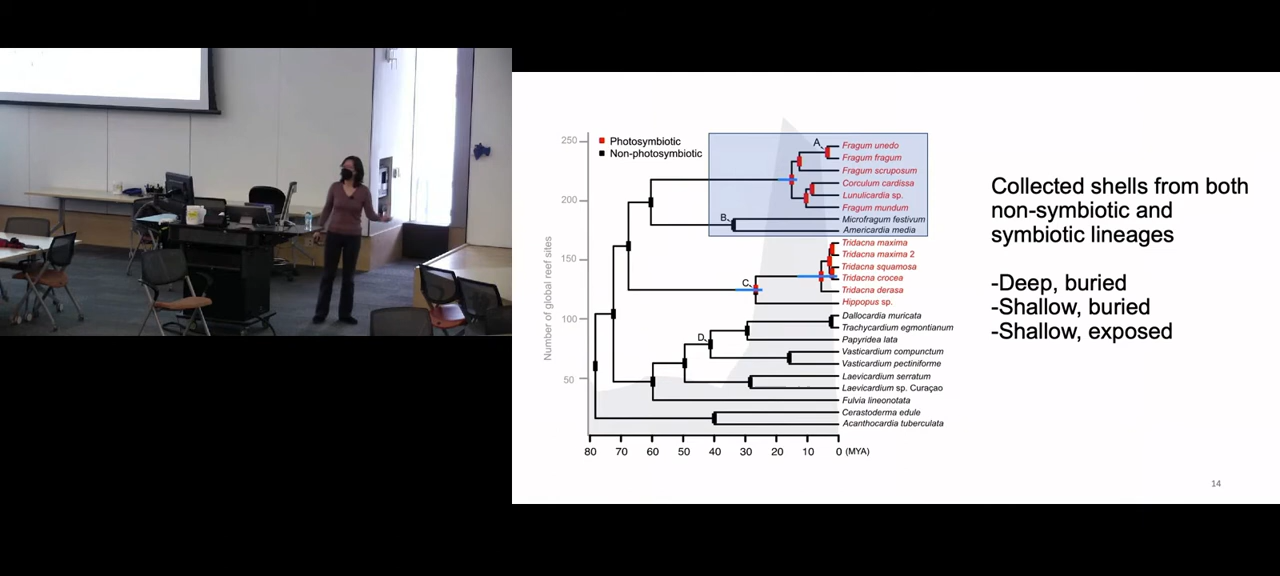 250
Photosymbiotic
Non-photosymbiotic
A
Fragum unedo
Fragum fragum
Fragum scruposum
Corculum cardissa
Lunulicardia sp.
Fragum mundum
B
Microfragum festivum
Americardia media
Tridacna maxima
Tridacna maxima 2
Tridacna squamosa
Tridacna crocea
Tridacna derasa
C
Hippopus sp.
Dallocardia muricata
Trachycardium egmontianum
D
Papyridea lata
Vasticardium compunctum
Vasticardium pectiniforme
Laevicardium serratum
Laevicardium sp. Curaçao
Fulvia lineonotata
Cerastoderma edule
Acanthocardia tuberculata
200
150
100
50
Number of global reef sites
80 70 60 50 40 30 20 10 0 (MYA)
Collected shells from both
non-symbiotic and
symbiotic lineages
-Deep, buried
-Shallow, buried
-Shallow, exposed
14